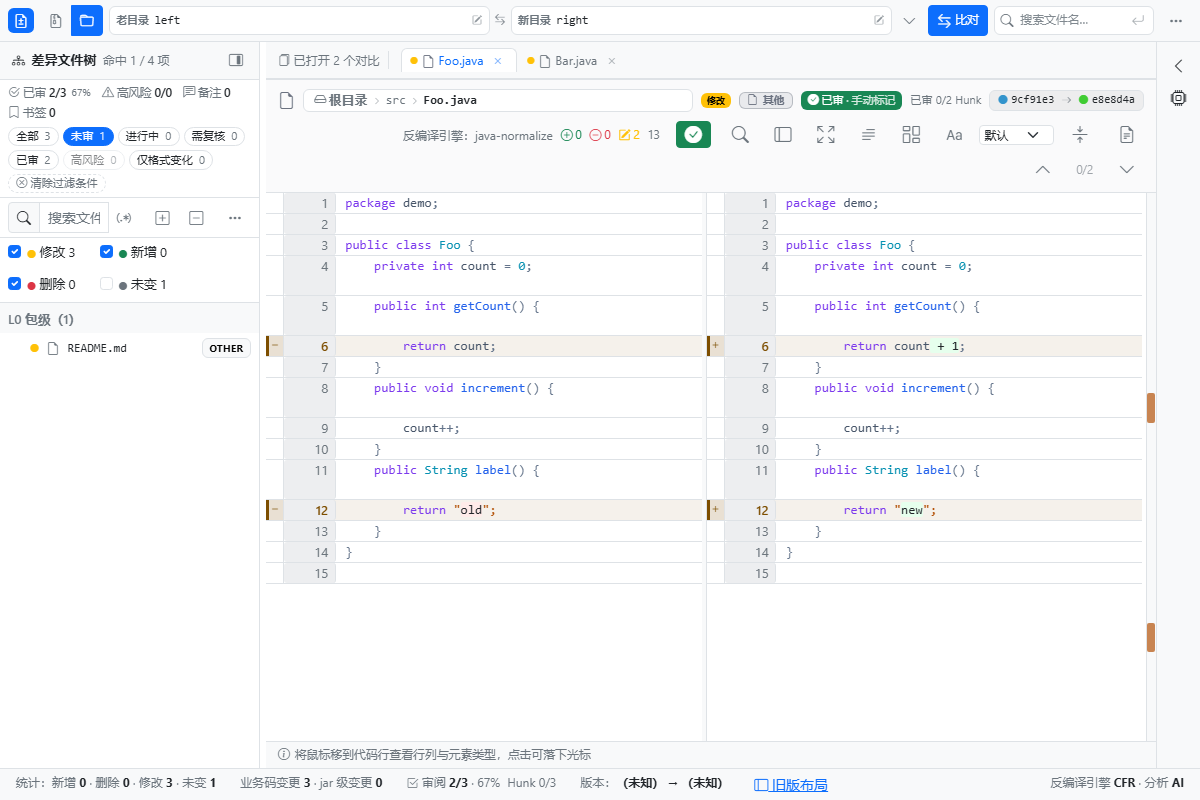 老目录 left
新目录 right
比对
搜索文件名...
差异文件树 命中 1 / 4 项
已审 2/3 67% 高风险 0/0 备注 0
书签 0
全部 3 未审 1 进行中 0 需复核 0
已审 2 高风险 0 仅格式变化 0
清除过滤条件
搜索文件 (.*)
修改 3 新增 0
删除 0 未变 1
L0 包级 (1)
README.md OTHER
已打开 2 个对比 Foo.java × Bar.java ×
根目录 › src › Foo.java 修改 其他 已审 · 手动标记 已审 0/2 Hunk 9cf91e3 → e8e8d4a
反编译引擎: java-normalize 0 0 2 13 Aa 默认
0/2
1 package demo;
2
3 public class Foo {
4 private int count = 0;
5 public int getCount() {
− 6 return count;
7 }
8 public void increment() {
9 count++;
10 }
11 public String label() {
− 12 return "old";
13 }
14 }
15
1 package demo;
2
3 public class Foo {
4 private int count = 0;
5 public int getCount() {
+ 6 return count + 1;
7 }
8 public void increment() {
9 count++;
10 }
11 public String label() {
+ 12 return "new";
13 }
14 }
15
将鼠标移到代码行查看行列与元素类型，点击可落下光标
统计: 新增 0 · 删除 0 · 修改 3 · 未变 1 业务码变更 3 · jar 级变更 0 审阅 2/3 · 67% Hunk 0/3 版本: (未知) → (未知) 旧版布局 反编译引擎 CFR · 分析 AI